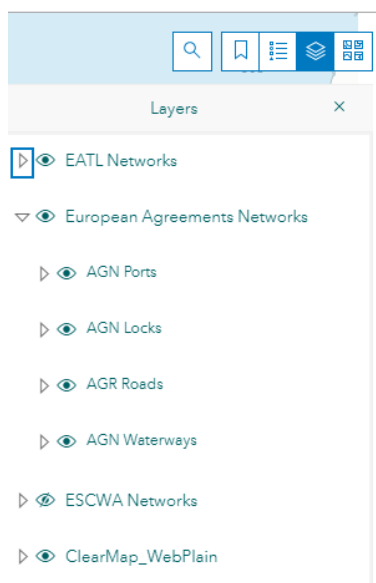 Layers
EATL Networks
European Agreements Networks
AGN Ports
AGN Locks
AGR Roads
AGN Waterways
ESCWA Networks
ClearMap_WebPlain